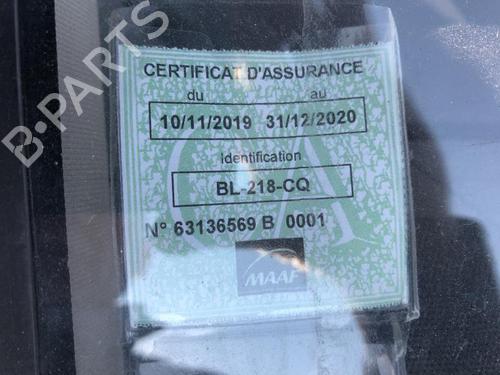 B-PARTS
CERTIFICAT D'ASSURANCE
du au
10/11/2019 31/12/2020
Identification
BL-218-CQ
N° 63136569 B 0001
MAAF